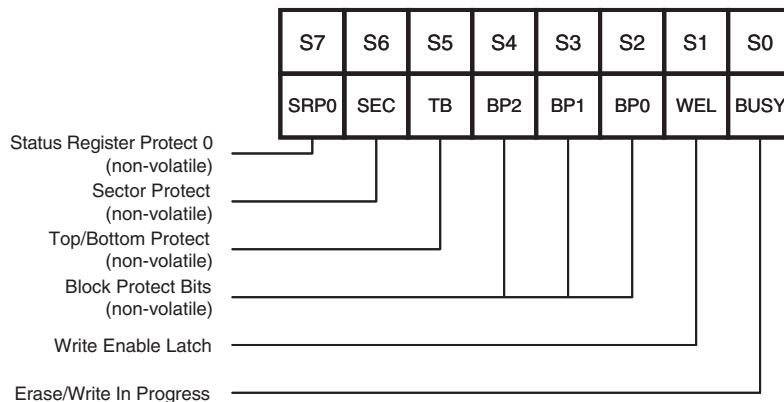 S7 S6 S5 S4 S3 S2 S1 S0
SRP0 SEC TB BP2 BP1 BP0 WEL BUSY
Status Register Protect 0
(non-volatile)
Sector Protect
(non-volatile)
Top/Bottom Protect
(non-volatile)
Block Protect Bits
(non-volatile)
Write Enable Latch
Erase/Write In Progress